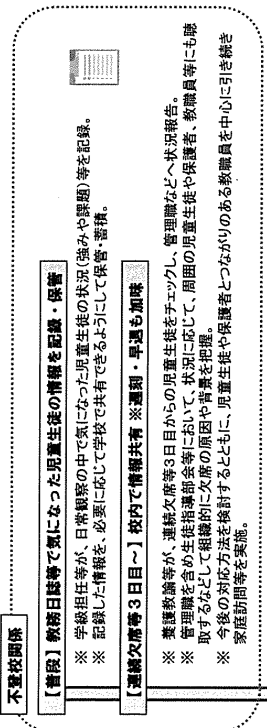 不登校関係
【普段】教務日誌等で気になった児童生徒の情報を記録・保管
※ 学級担任等が、日常観察の中で気になった児童生徒の状況(強みや課題)等を記録。
※ 記録した情報を、必要に応じて学校で共有できるようにして保管・蓄積。
【連続欠席等3日目~】校内で情報共有 ※遅刻・早退も加味
※ 養護教諭等が、連続欠席等3日目からの児童生徒をチェックし、管理職などへ状況報告。
※ 管理職を含め生徒指導部会等において、状況に応じて、周囲の児童生徒や保護者、教職員等にも聴
取するなどして組織的に欠席の原因や背景を把握。
※ 今後の対応方法を検討するとともに、児童生徒や保護者とつながりのある教職員を中心に引き続き
家庭訪問等を実施。